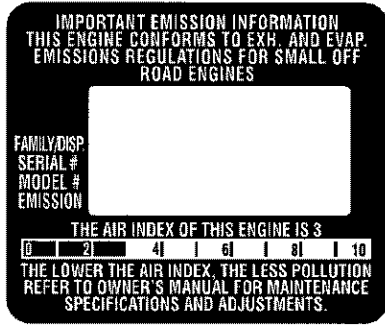 IMPORTANT EMISSION INFORMATION
THIS ENGINE CONFORMS TO EXH. AND EVAP.
EMISSIONS REGULATIONS FOR SMALL OFF
ROAD ENGINES
FAMILY/DISP.
SERIAL #
MODEL #
EMISSION
THE AIR INDEX OF THIS ENGINE IS 3
0 2 4 6 8 10
THE LOWER THE AIR INDEX, THE LESS POLLUTION
REFER TO OWNER'S MANUAL FOR MAINTENANCE
SPECIFICATIONS AND ADJUSTMENTS.